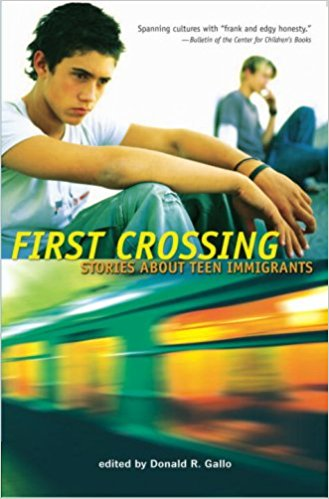 Spanning cultures with "frank and edgy honesty."
—Bulletin of the Center for Children's Books
FIRST CROSSING
STORIES ABOUT TEEN IMMIGRANTS
edited by Donald R. Gallo